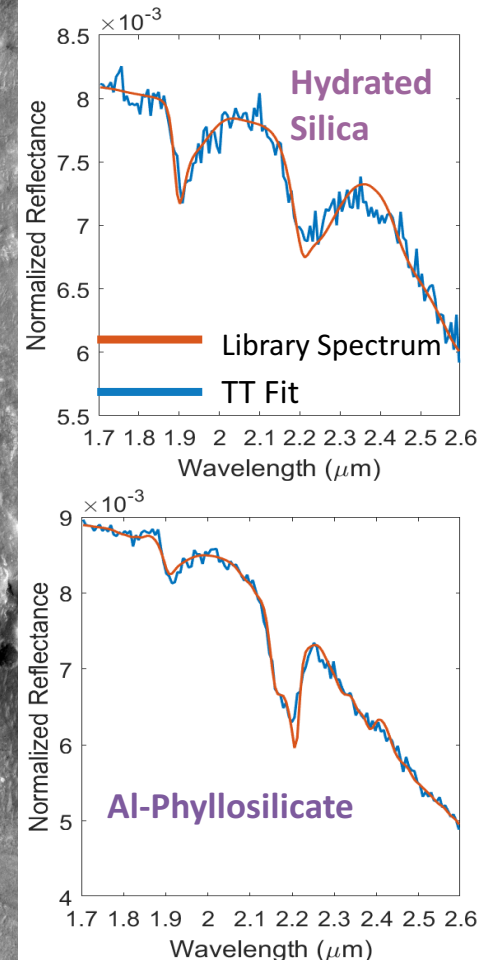 ×10-3
8.5
8
7.5
7
6.5
6
5.5
Normalized Reflectance
Hydrated
Silica
Library Spectrum
TT Fit
1.7 1.8 1.9 2 2.1 2.2 2.3 2.4 2.5 2.6
Wavelength (μm)
×10-3
9
8
7
6
5
4
Normalized Reflectance
Al-Phyllosilicate
1.7 1.8 1.9 2 2.1 2.2 2.3 2.4 2.5 2.6
Wavelength (μm)